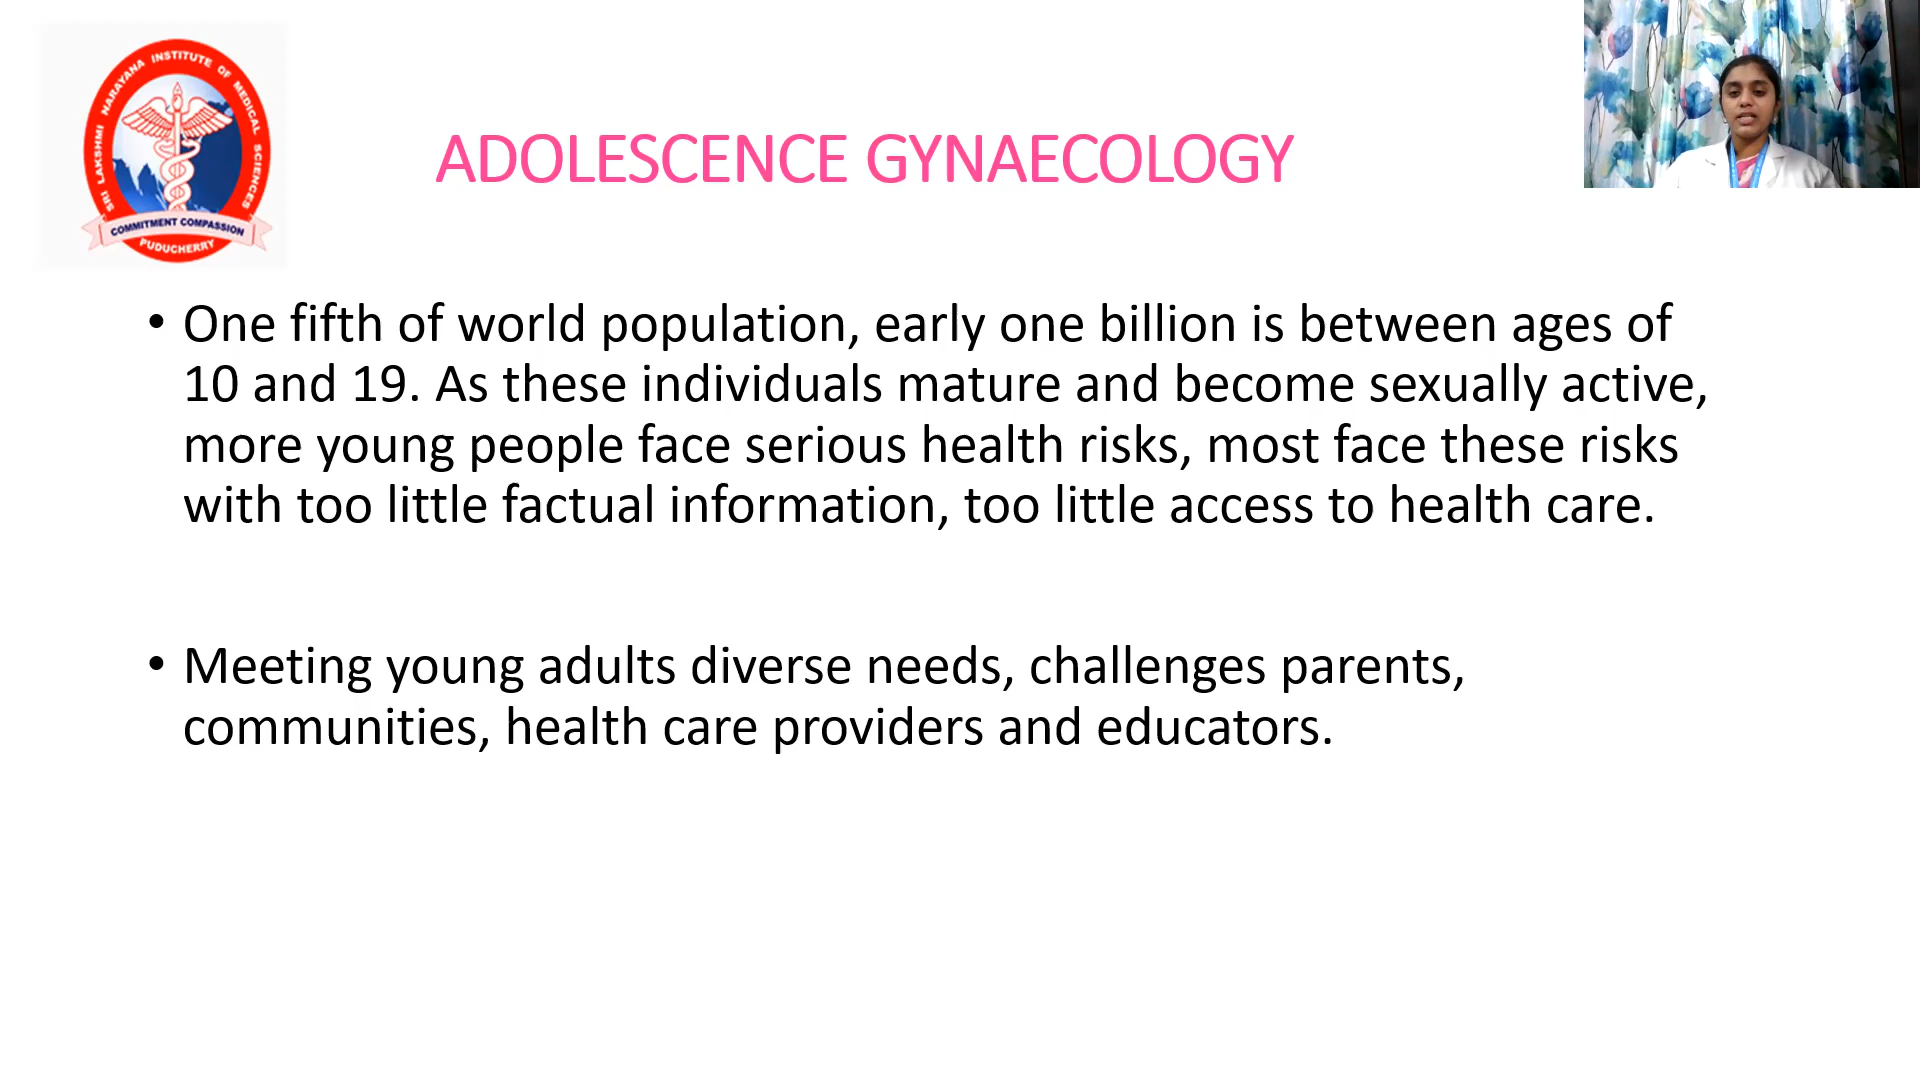 SRI LAKSHMI NARAYANA INSTITUTE OF MEDICAL SCIENCES
COMMITMENT COMPASSION
PUDUCHERRY
ADOLESCENCE GYNAECOLOGY
• One fifth of world population, early one billion is between ages of
10 and 19. As these individuals mature and become sexually active,
more young people face serious health risks, most face these risks
with too little factual information, too little access to health care.
• Meeting young adults diverse needs, challenges parents,
communities, health care providers and educators.